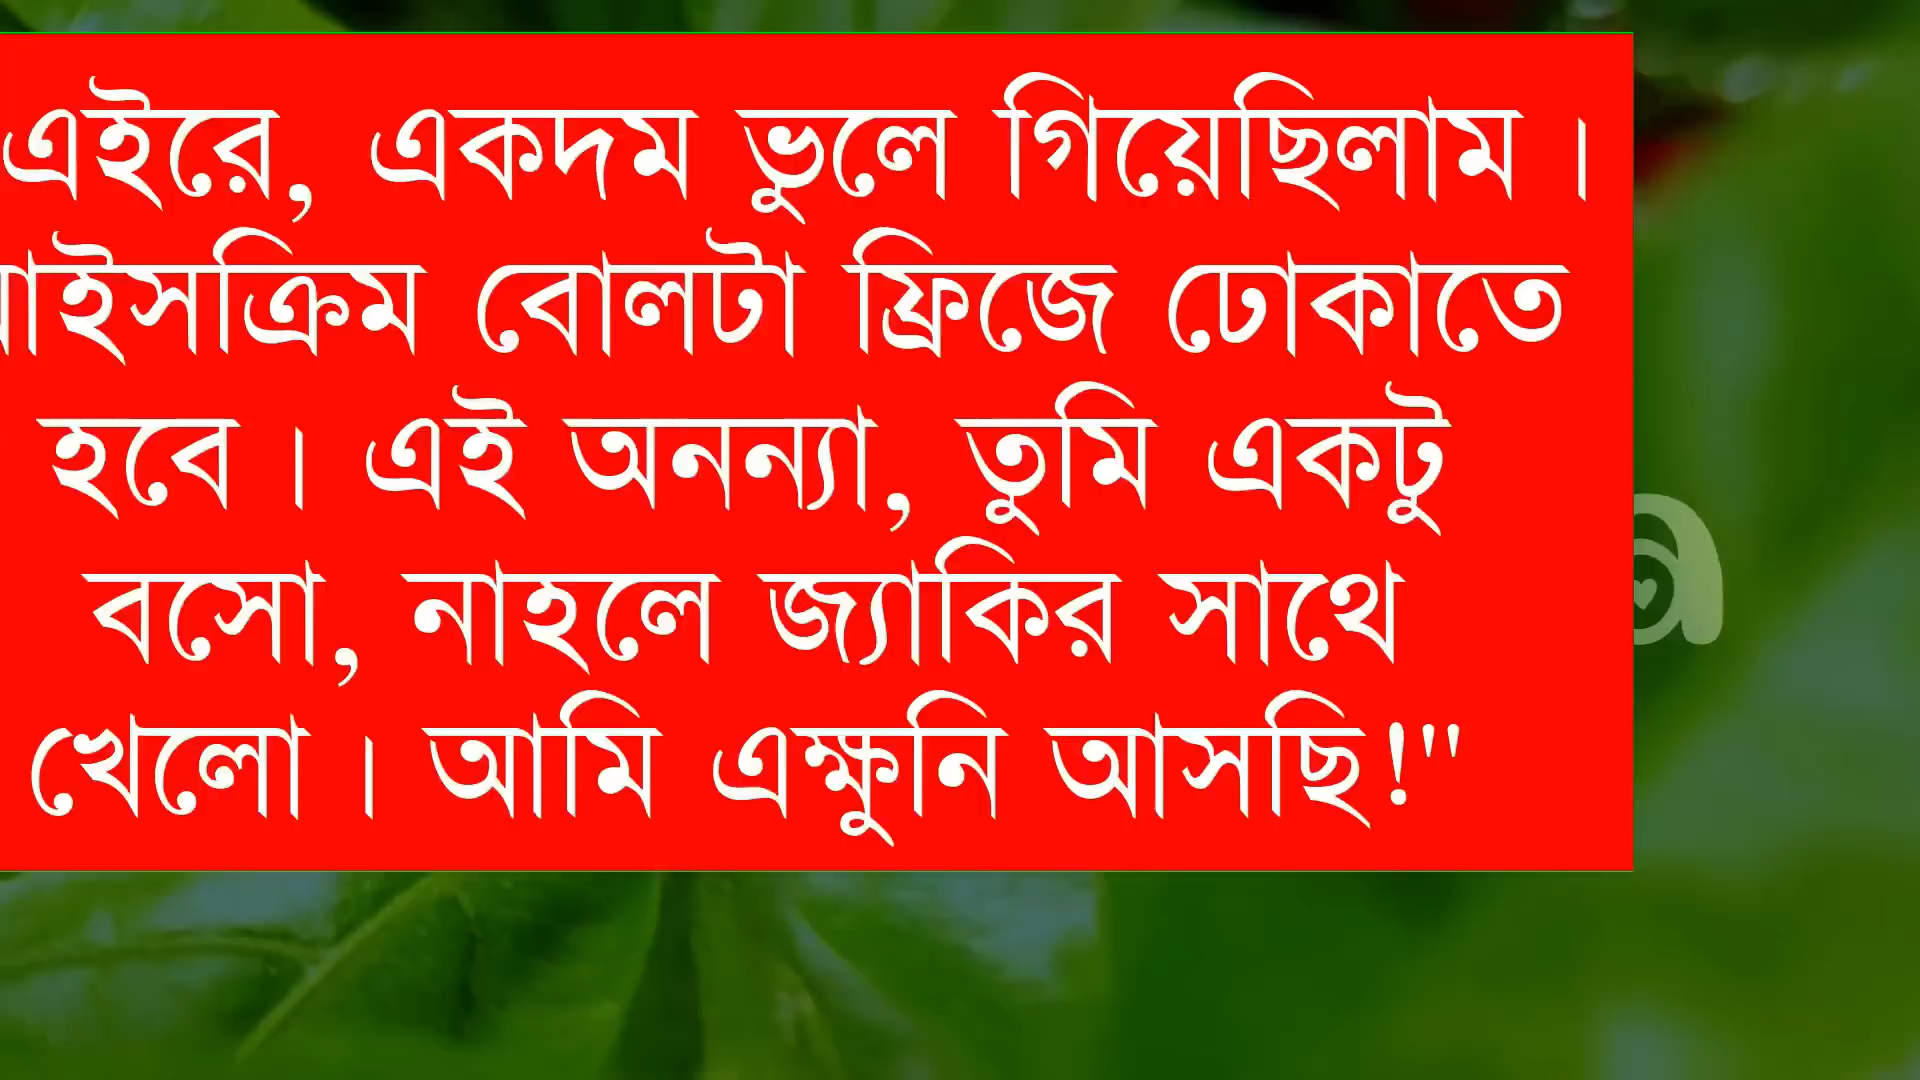 এইরে, একদম ভুলে গিয়েছিলাম ।
আইসক্রিম বোলটা ফ্রিজে ঢোকাতে
হবে । এই অনন্যা, তুমি একটু
বসো, নাহলে জ্যাকির সাথে
খেলো । আমি এক্ষুনি আসছি!"